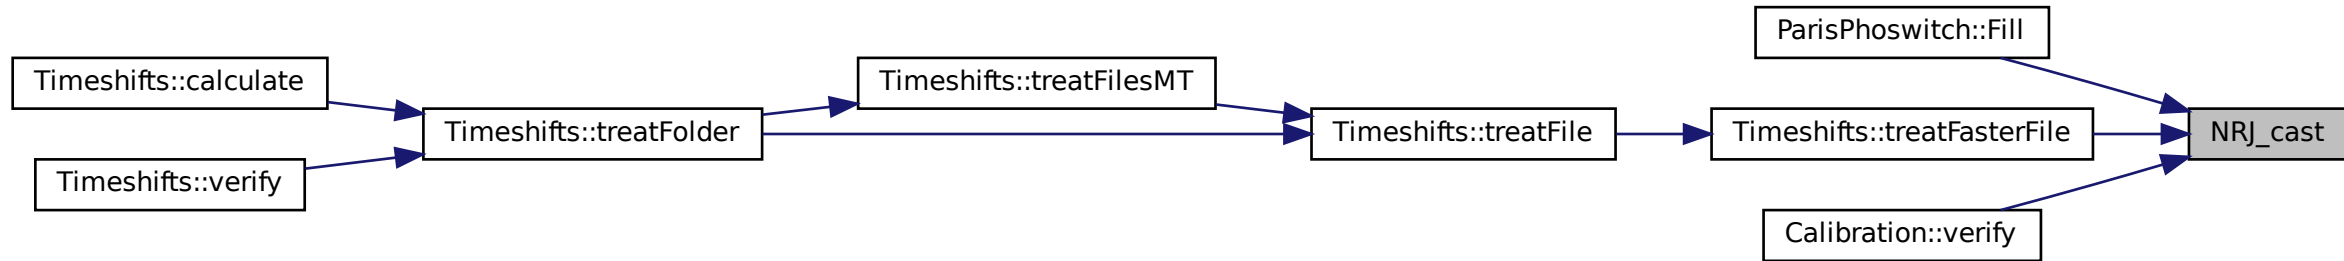 ParisPhoswitch::Fill
Timeshifts::calculate
Timeshifts::treatFilesMT
Timeshifts::treatFolder
Timeshifts::treatFile
Timeshifts::treatFasterFile
NRJ_cast
Timeshifts::verify
Calibration::verify